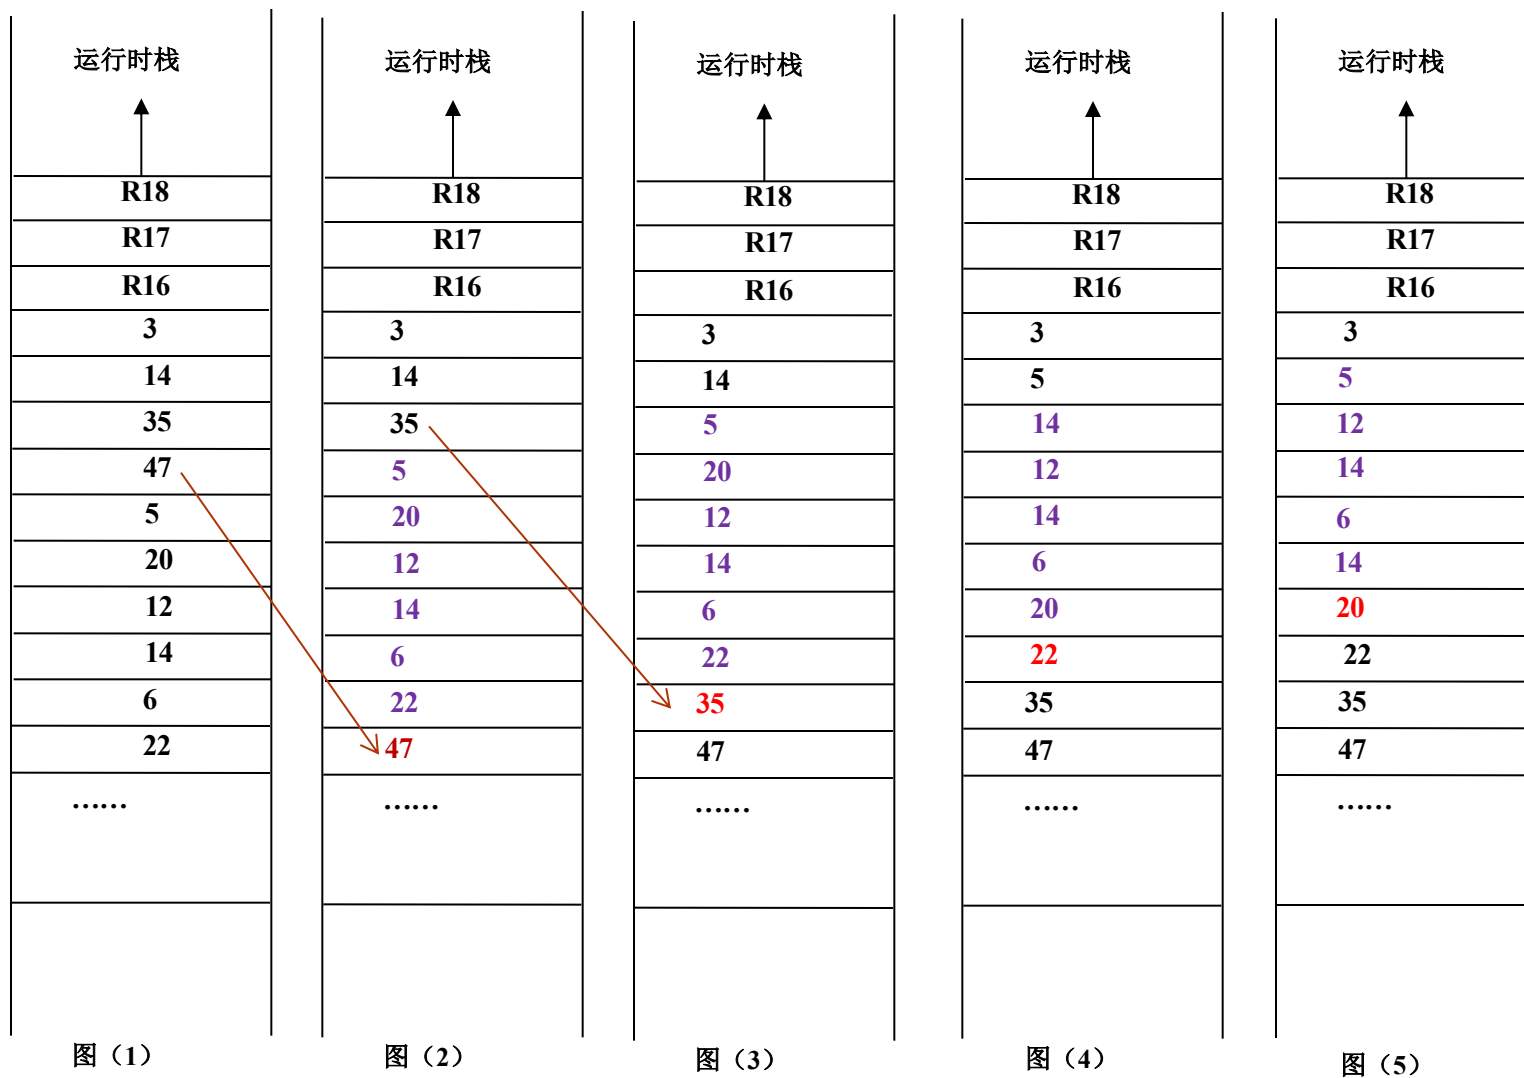 运行时栈 运行时栈 运行时栈 运行时栈 运行时栈
R18 R18 R18 R18 R18
R17 R17 R17 R17 R17
R16 R16 R16 R16 R16
3 3 3 3 3
14 14 14 5 5
35 35 5 14 12
47 5 20 12 14
5 20 12 14 6
20 12 14 6 14
12 14 6 20 20
14 6 22 22 22
6 22 35 35 35
22 47 47 47 47
…… …… …… …… ……
图（1） 图（2） 图（3） 图（4） 图（5）